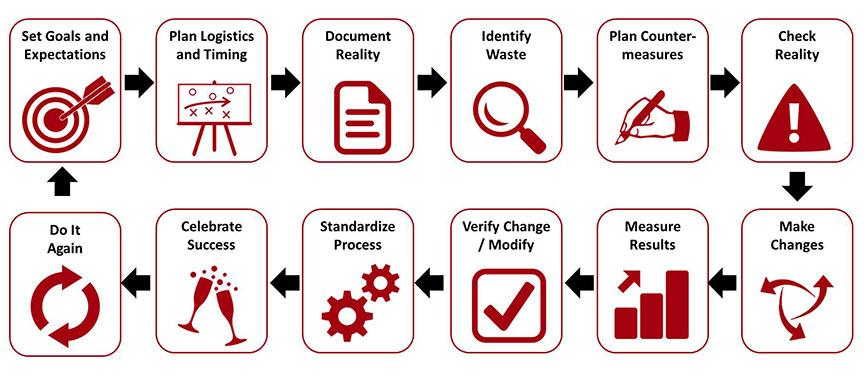 Set Goals and
Expectations
Plan Logistics
and Timing
Document
Reality
Identify
Waste
Plan Counter-
measures
Check
Reality
Make
Changes
Measure
Results
Verify Change
/ Modify
Standardize
Process
Celebrate
Success
Do It
Again